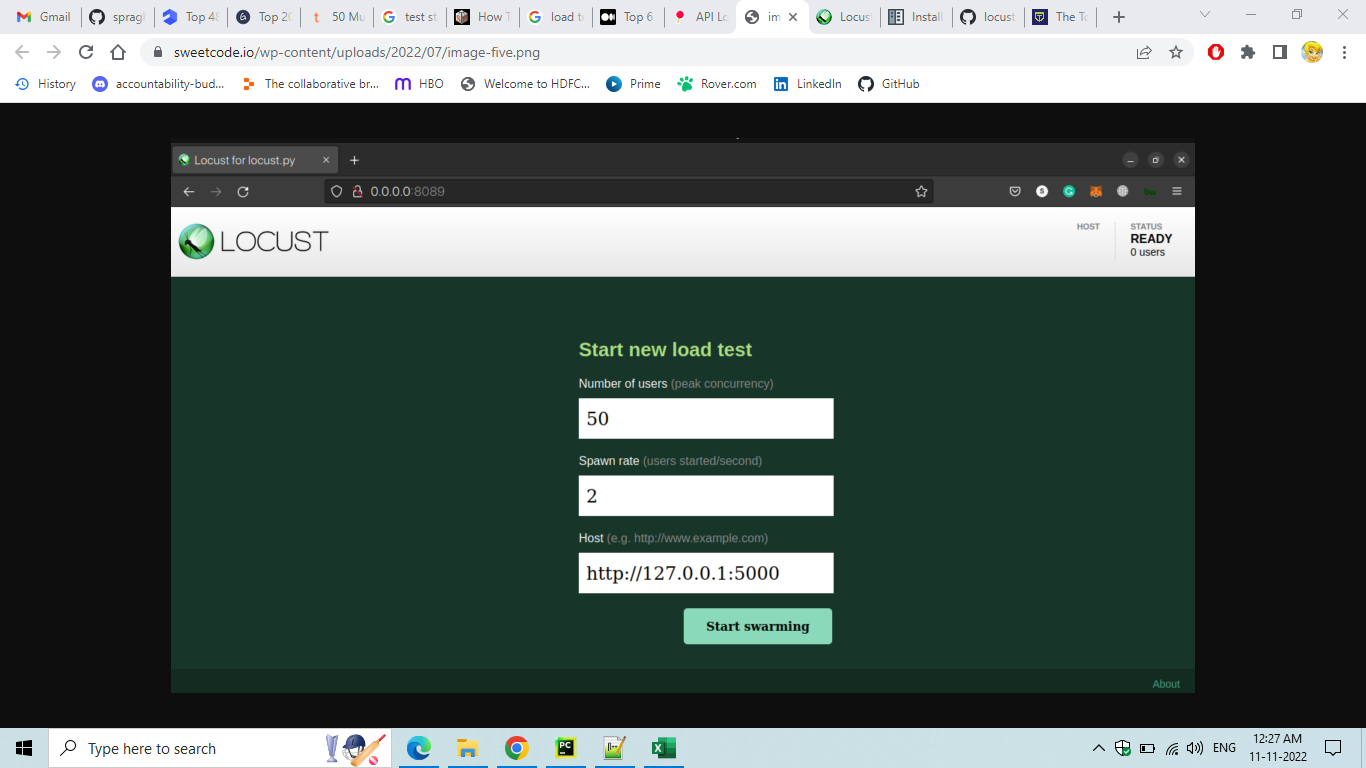 Gmail
spragl
Top 48
Top 20
50 Mu
test st
How T
load te
Top 6
API Lo
im
Locus
Install
locust
The To
sweetcode.io/wp-content/uploads/2022/07/image-five.png
History
accountability-bud...
The collaborative br...
HBO
Welcome to HDFC...
Prime
Rover.com
LinkedIn
GitHub
Locust for locust.py
0.0.0.0:8089
LOCUST
HOST
STATUS
READY
0 users
Start new load test
Number of users (peak concurrency)
50
Spawn rate (users started/second)
2
Host (e.g. http://www.example.com)
http://127.0.0.1:5000
Start swarming
About
Type here to search
ENG
12:27 AM
11-11-2022